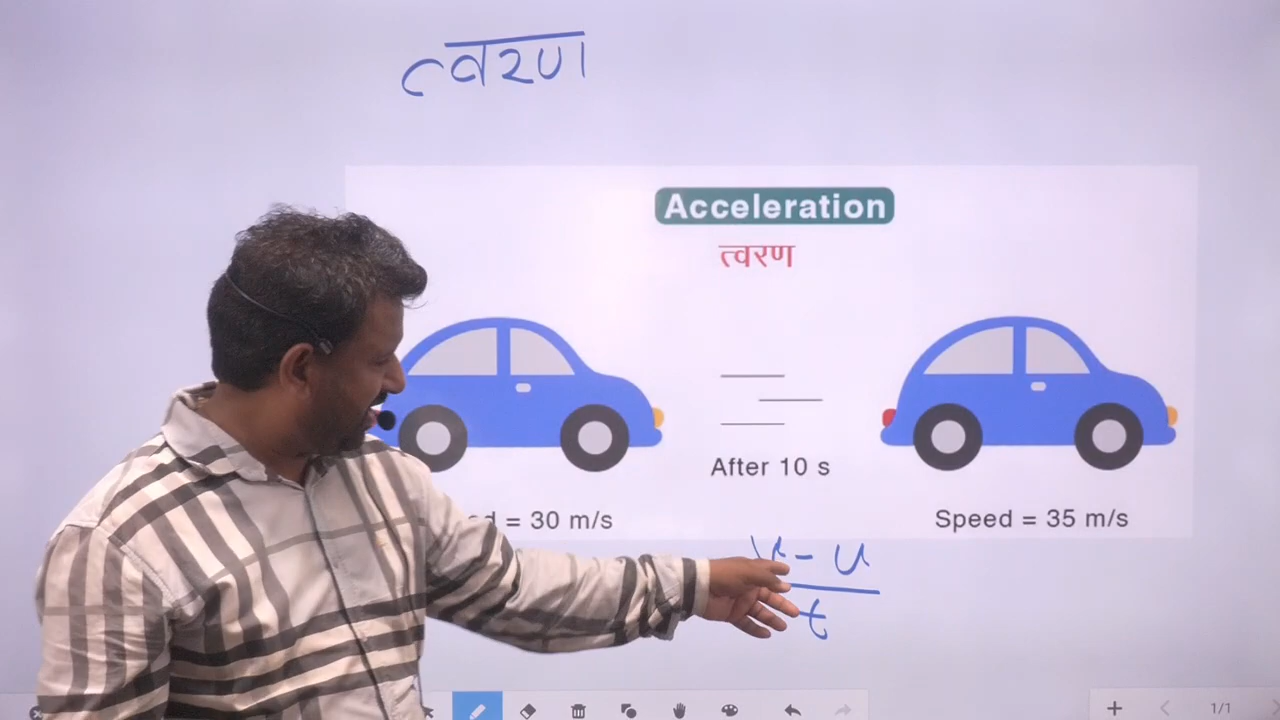 त्वरण
Acceleration
त्वरण
After 10 s
= 30 m/s
Speed = 35 m/s
v - u
t
1/1